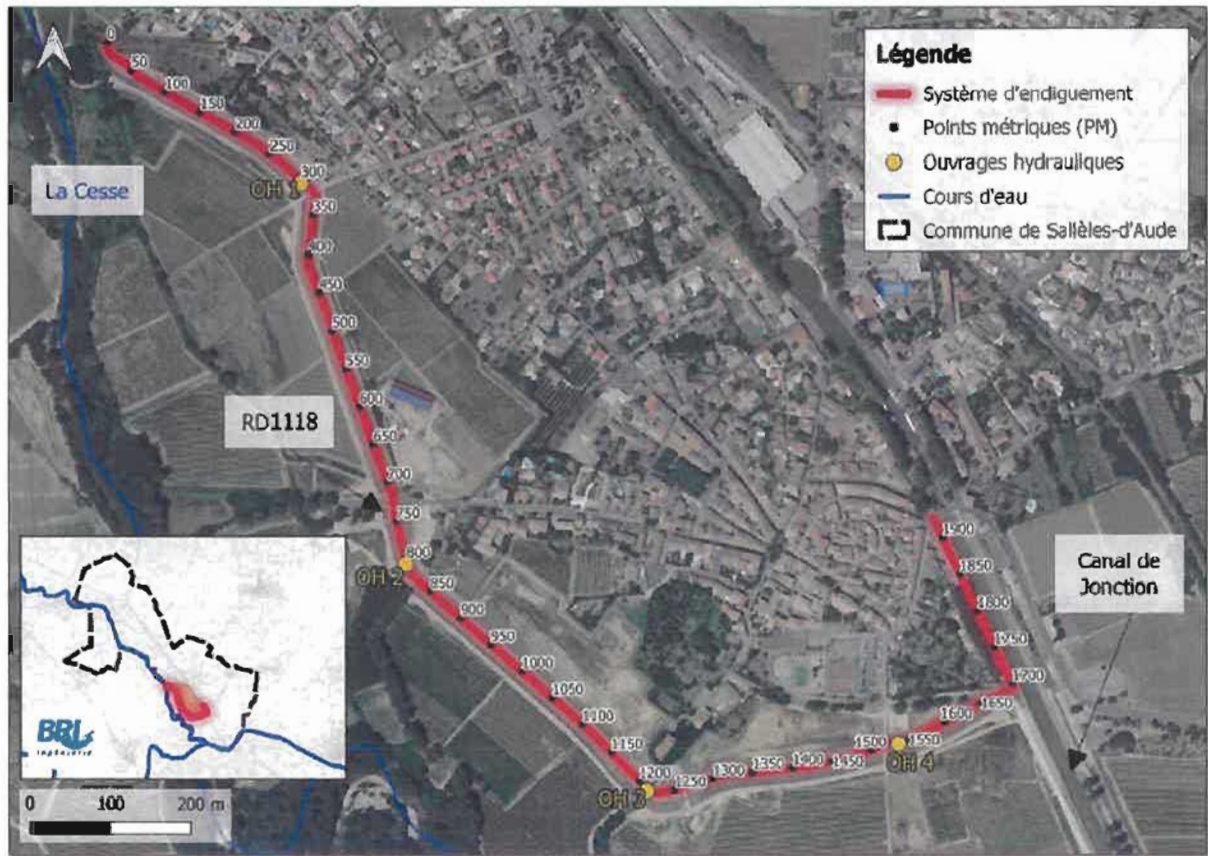 Légende
Système d'endiguement
Points métriques (PM)
Ouvrages hydrauliques
Cours d'eau
Commune de Sallèles-d'Aude
0
50
100
150
200
250
300
OH 1
350
400
450
500
550
600
650
700
750
800
OH 2
850
900
950
1000
1050
1100
1150
1200
OH 3
1250
1300
1350
1400
1450
1500
OH 4
1550
1600
1650
1700
1750
1800
1850
1900
La Cesse
RD1118
Canal de
Jonction
BRL
Ingénierie
0 100 200 m